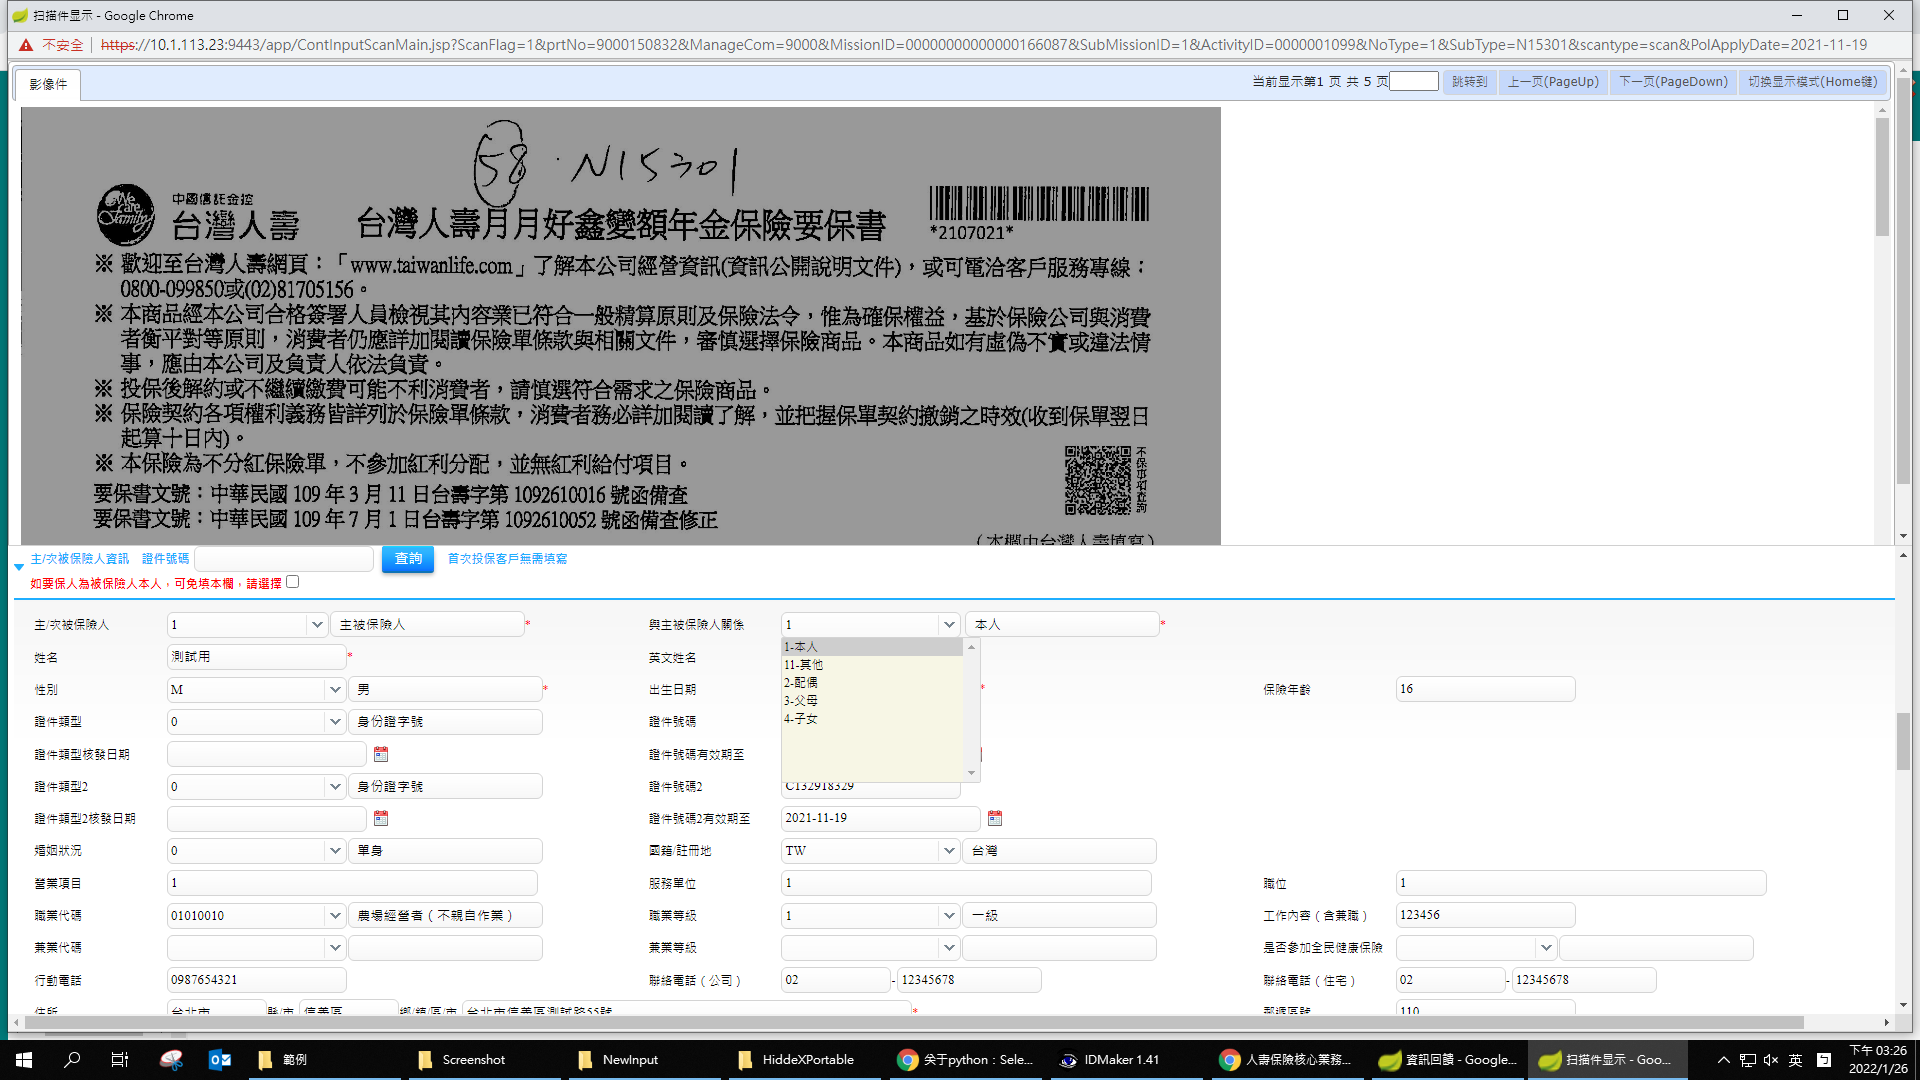 扫描件显示 - Google Chrome
不安全 https://10.1.113.23:9443/app/ContInputScanMain.jsp?ScanFlag=1&prtNo=9000150832&ManageCom=9000&MissionID=00000000000000166087&SubMissionID=1&ActivityID=0000001099&NoType=1&SubType=N15301&scantype=scan&PolApplyDate=2021-11-19
影像件 当前显示第1 页 共 5 页 跳转到 上一页(PageUp) 下一页(PageDown) 切換显示模式(Home键)
58 · N15301
We are family 中國信託金控
台灣人壽 台灣人壽月月好鑫變額年金保險要保書
*2107021*
※ 歡迎至台灣人壽網頁：「www.taiwanlife.com」了解本公司經營資訊(資訊公開說明文件)，或可電洽客戶服務專線：
0800-099850或(02)81705156。
※ 本商品經本公司合格簽署人員檢視其內容業已符合一般精算原則及保險法令，惟為確保權益，基於保險公司與消費
者衡平對等原則，消費者仍應詳加閱讀保險單條款與相關文件，審慎選擇保險商品。本商品如有虛偽不實或違法情
事，應由本公司及負責人依法負責。
※ 投保後解約或不繼續繳費可能不利消費者，請慎選符合需求之保險商品。
※ 保險契約各項權利義務皆詳列於保險單條款，消費者務必詳加閱讀了解，並把握保單契約撤銷之時效(收到保單翌日
起算十日內)。
※ 本保險為不分紅保險單，不參加紅利分配，並無紅利給付項目。
不保事項查詢
要保書文號：中華民國 109 年 3 月 11 日台壽字第 1092610016 號函備查
要保書文號：中華民國 109 年 7 月 1 日台壽字第 1092610052 號函備查修正
(本欄由台灣人壽填寫)
主/次被保險人資訊 證件號碼 查詢 首次投保客戶無需填寫
如要保人為被保險人本人，可免填本欄，請選擇
主/次被保險人 1 主被保險人 * 與主被保險人關係 1 本人 *
1-本人
11-其他
2-配偶
3-父母
4-子女
姓名 測試用 * 英文姓名
性別 M 男 * 出生日期 * 保險年齡 16
證件類型 0 身份證字號 證件號碼
證件類型核發日期 證件號碼有效期至
證件類型2 0 身份證字號 證件號碼2 C132918329
證件類型2核發日期 證件號碼2有效期至 2021-11-19
婚姻狀況 0 單身 國籍/註冊地 TW 台灣
營業項目 1 服務單位 1 職位 1
職業代碼 01010010 農場經營者（不親自作業） 職業等級 1 一級 工作內容（含兼職） 123456
兼業代碼 兼業等級 是否參加全民健康保險
行動電話 0987654321 聯絡電話（公司） 02 - 12345678 聯絡電話（住宅） 02 - 12345678
住所 台北市 縣/市 信義區 鄉/鎮/區/市 台北市信義區測試路55號 * 郵遞區號 110
範例 Screenshot NewInput HiddeXPortable 关于python：Sele... IDMaker 1.41 人壽保險核心業務... 資訊回饋 - Google... 扫描件显示 - Goo... 英 下午 03:26
2022/1/26